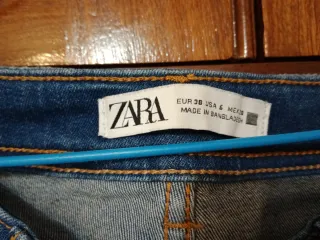 ZARA
EUR 38 USA 6 MEX 28
MADE IN BANGLADESH